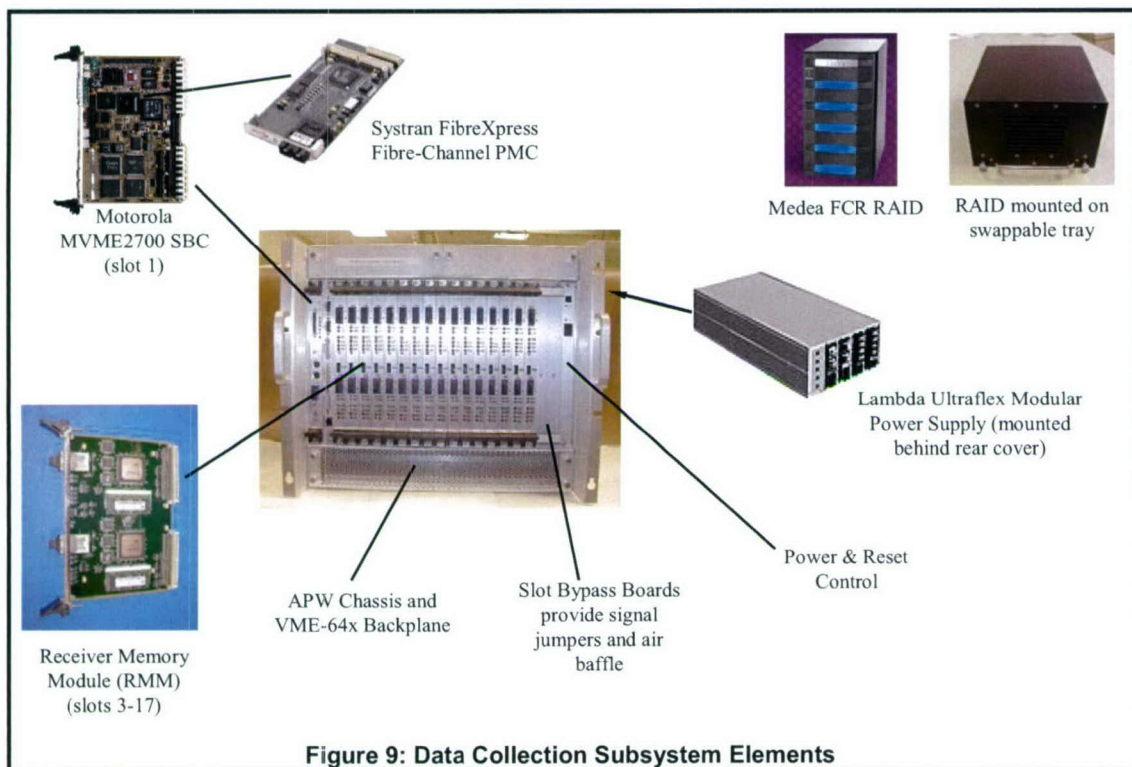 Systran FibreXpress
Fibre-Channel PMC
Motorola
MVME2700 SBC
(slot 1)
Medea FCR RAID
RAID mounted on
swappable tray
Lambda Ultraflex Modular
Power Supply (mounted
behind rear cover)
Receiver Memory
Module (RMM)
(slots 3-17)
APW Chassis and
VME-64x Backplane
Slot Bypass Boards
provide signal
jumpers and air
baffle
Power & Reset
Control
Figure 9: Data Collection Subsystem Elements